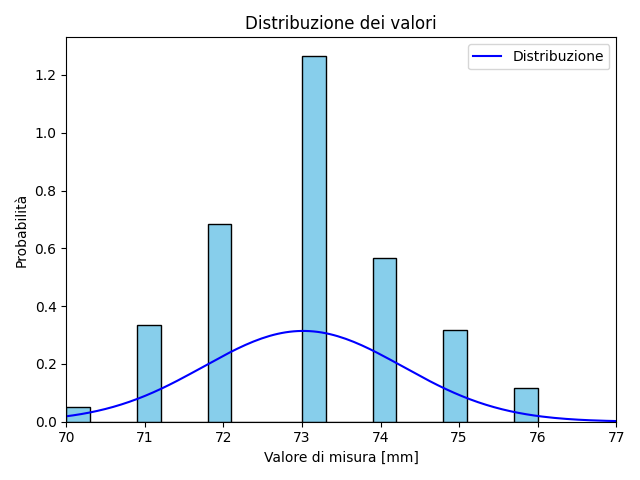 Distribuzione dei valori
Distribuzione
Probabilità
1.2
1.0
0.8
0.6
0.4
0.2
0.0
70 71 72 73 74 75 76 77
Valore di misura [mm]